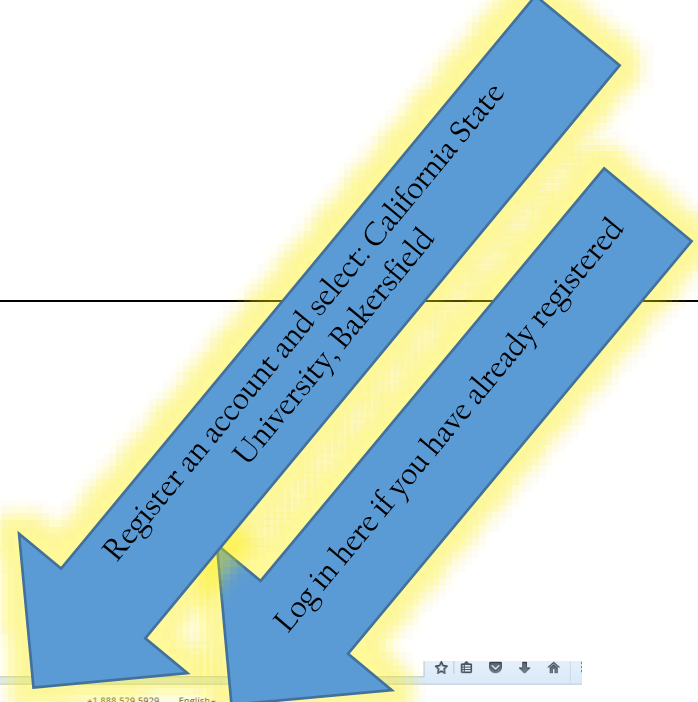 Register an account and select: California State
University, Bakersfield
Log in here if you have already registered
+1 888 529 5929 English